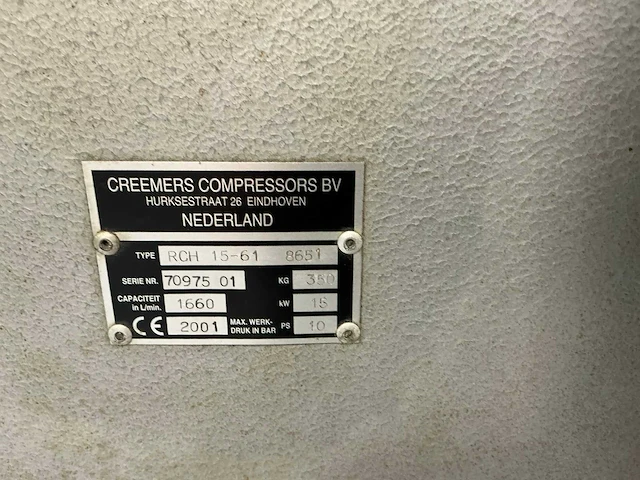 CREEMERS COMPRESSORS BV
HURKSESTRAAT 26 EINDHOVEN
NEDERLAND
TYPE RCH 15-61 8651
SERIE NR. 70975 01 KG 350
CAPACITEIT in L/min. 1660 kW 15
CE 2001 MAX. WERK-DRUK IN BAR PS 10